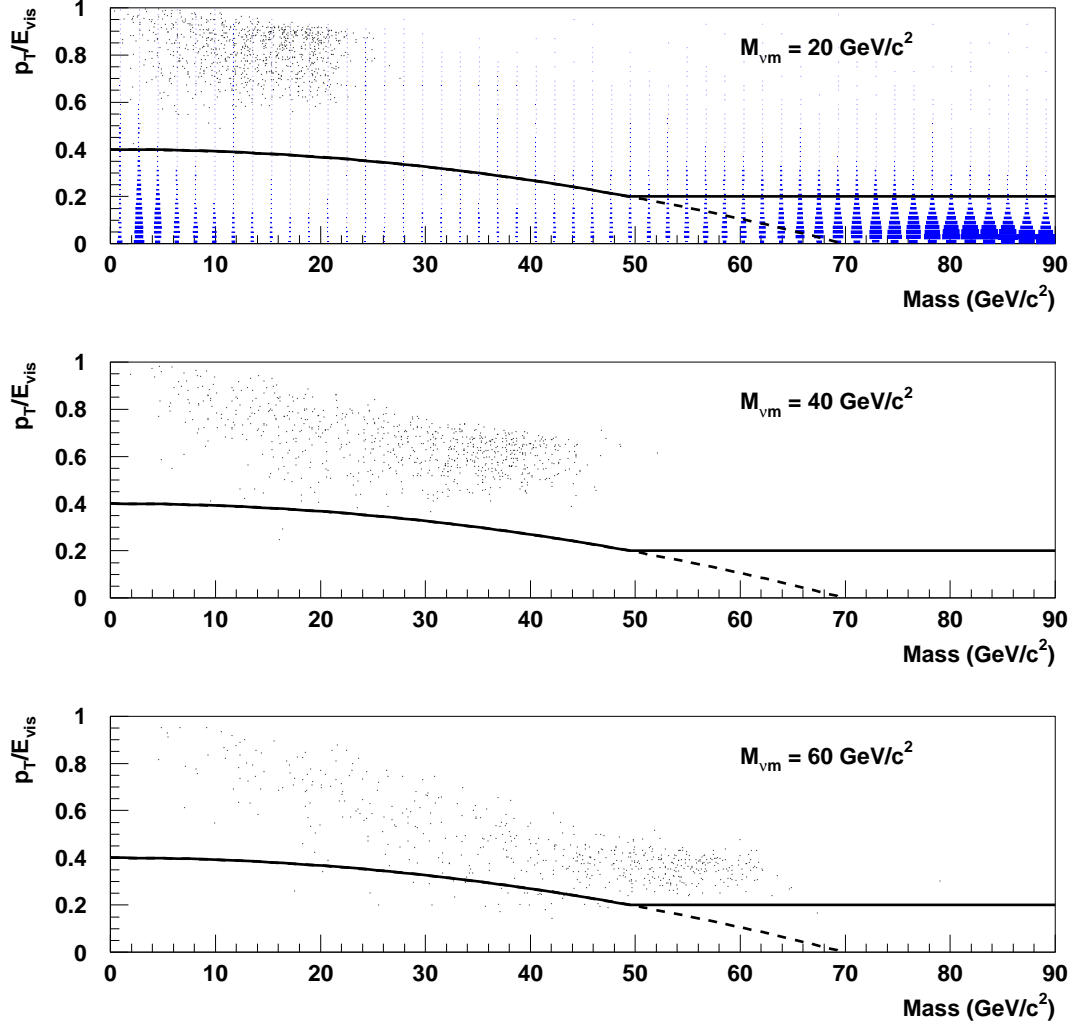 p_T/E_vis
1
0.8
0.6
0.4
0.2
0
M_νm = 20 GeV/c²
0 10 20 30 40 50 60 70 80 90
Mass (GeV/c²)
p_T/E_vis
1
0.8
0.6
0.4
0.2
0
M_νm = 40 GeV/c²
0 10 20 30 40 50 60 70 80 90
Mass (GeV/c²)
p_T/E_vis
1
0.8
0.6
0.4
0.2
0
M_νm = 60 GeV/c²
0 10 20 30 40 50 60 70 80 90
Mass (GeV/c²)